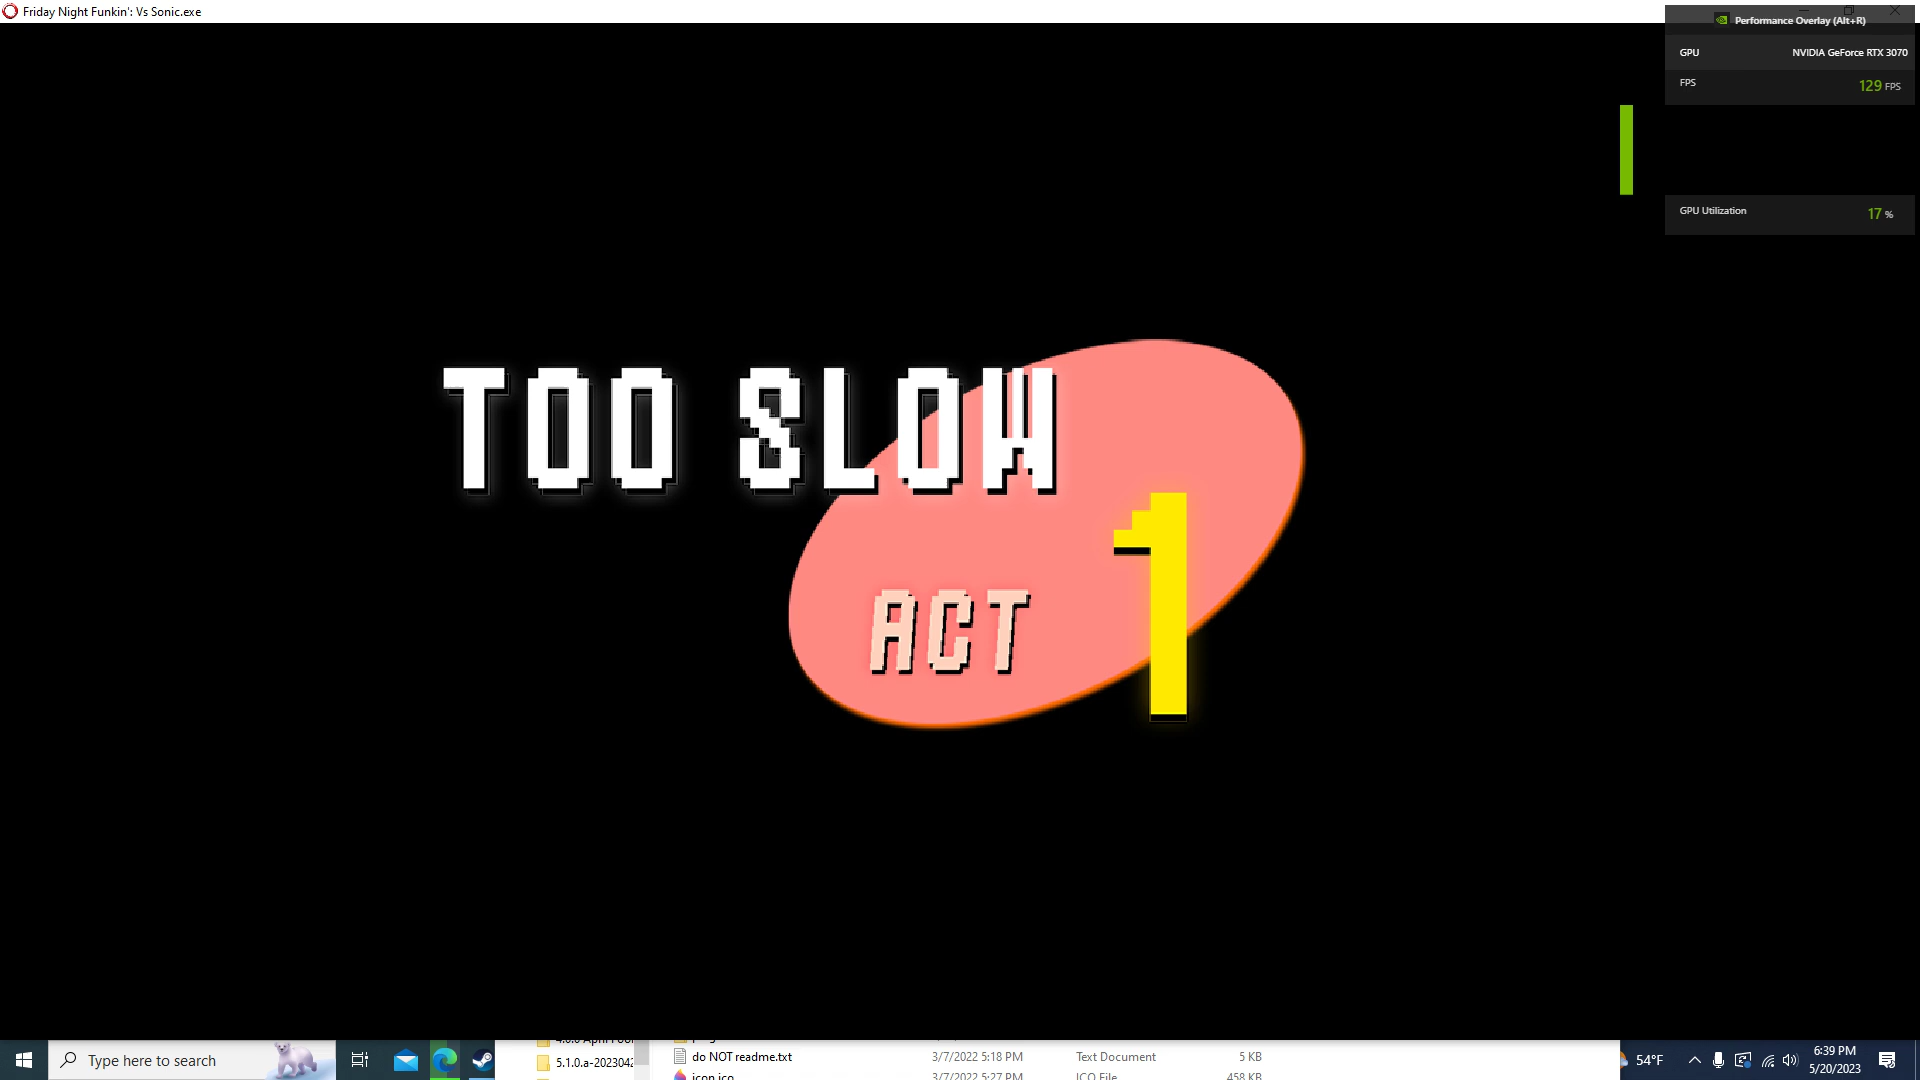 Friday Night Funkin': Vs Sonic.exe
Performance Overlay (Alt+R)
GPU NVIDIA GeForce RTX 3070
FPS 129 FPS
GPU Utilization 17 %
TOO SLOW
ACT 1
Type here to search
5.1.0.a-2023042
do NOT readme.txt 3/7/2022 5:18 PM Text Document 5 KB
icon.ico 3/7/2022 5:27 PM ICO File 458 KB
54°F
6:39 PM
5/20/2023